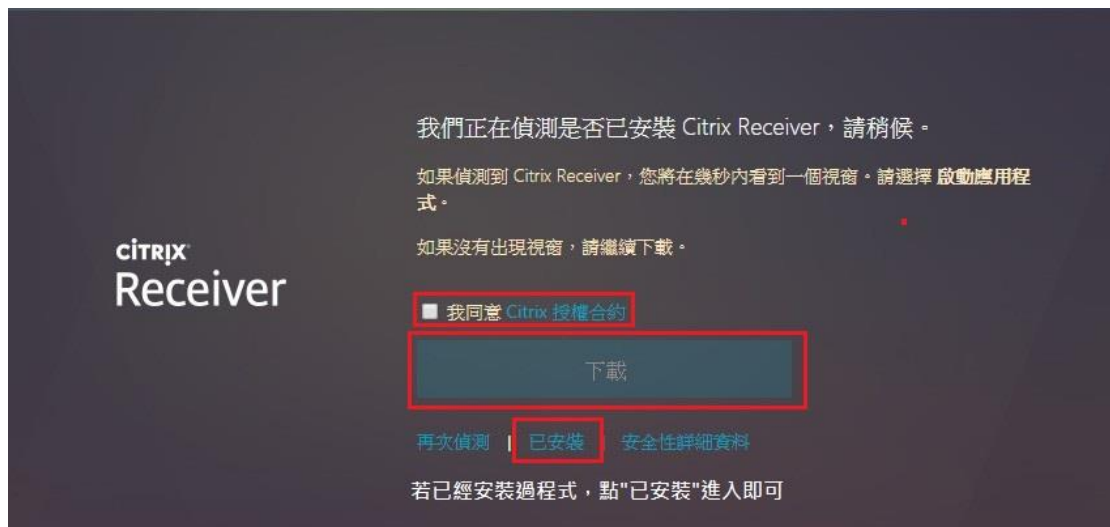 我們正在偵測是否已安裝 Citrix Receiver，請稍候。
如果偵測到 Citrix Receiver，您將在幾秒內看到一個視窗。請選擇 啟動應用程
式。
如果沒有出現視窗，請繼續下載。
CİTRIX
Receiver
我同意 Citrix 授權合約
下載
再次偵測 | 已安裝 | 安全性詳細資料
若已經安裝過程式，點"已安裝"進入即可